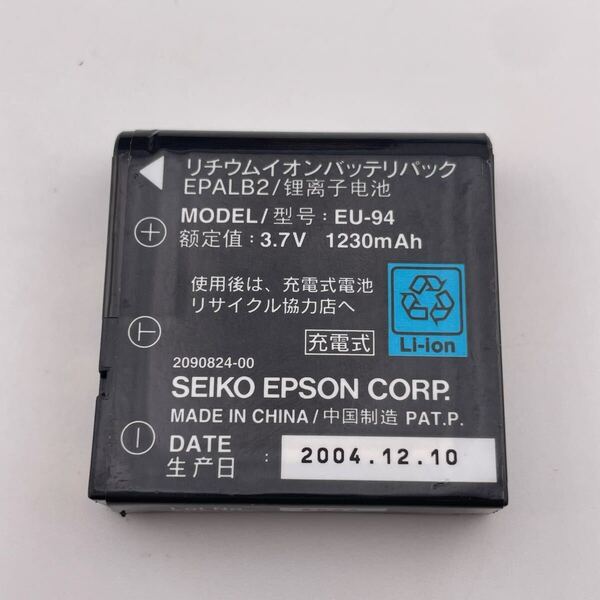 リチウムイオンバッテリパック
EPALB2/锂离子电池
MODEL/型号: EU-94
额定值: 3.7V 1230mAh
使用後は、充電式電池
リサイクル協力店へ
Li-ion
充電式
T
2090824-00
SEIKO EPSON CORP.
MADE IN CHINA/中国制造 PAT.P.
DATE
生产日 : 2004.12.10